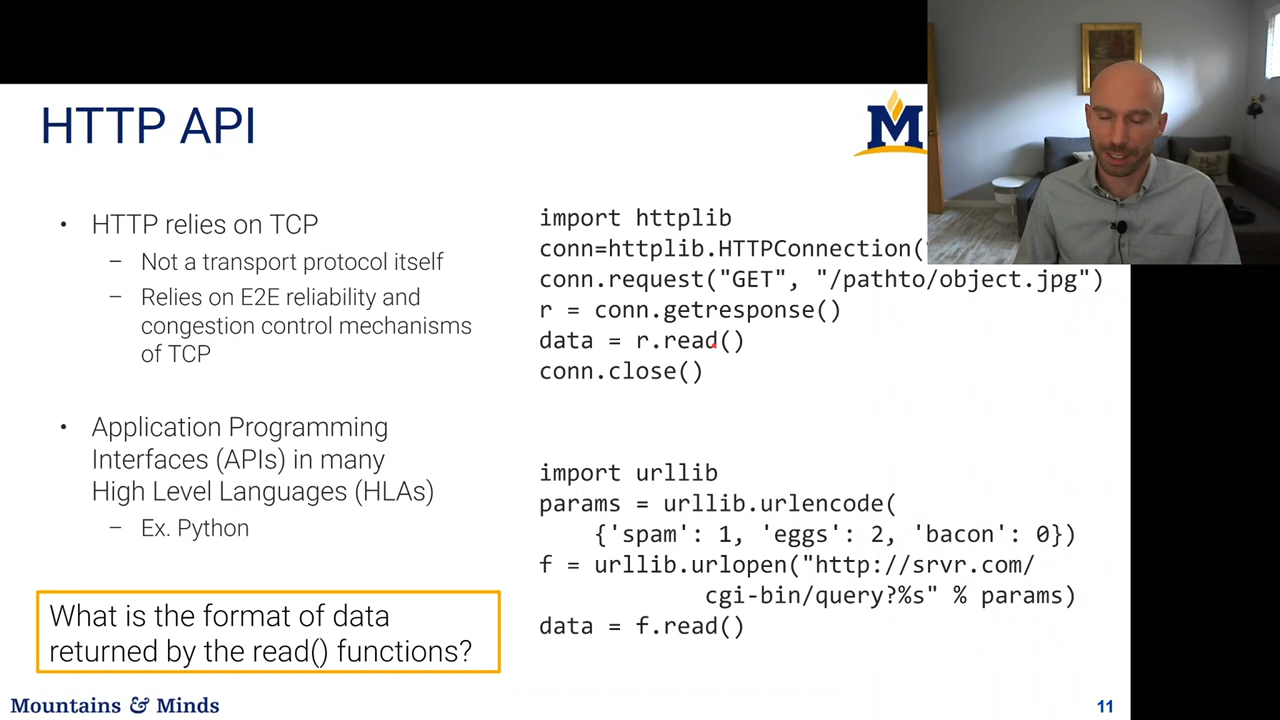 HTTP API
M
• HTTP relies on TCP
– Not a transport protocol itself
– Relies on E2E reliability and
congestion control mechanisms
of TCP
• Application Programming
Interfaces (APIs) in many
High Level Languages (HLAs)
– Ex. Python
What is the format of data
returned by the read() functions?
import httplib
conn=httplib.HTTPConnection(
conn.request("GET", "/pathto/object.jpg")
r = conn.getresponse()
data = r.read()
conn.close()
import urllib
params = urllib.urlencode(
{'spam': 1, 'eggs': 2, 'bacon': 0})
f = urllib.urlopen("http://srvr.com/
cgi-bin/query?%s" % params)
data = f.read()
Mountains & Minds
11